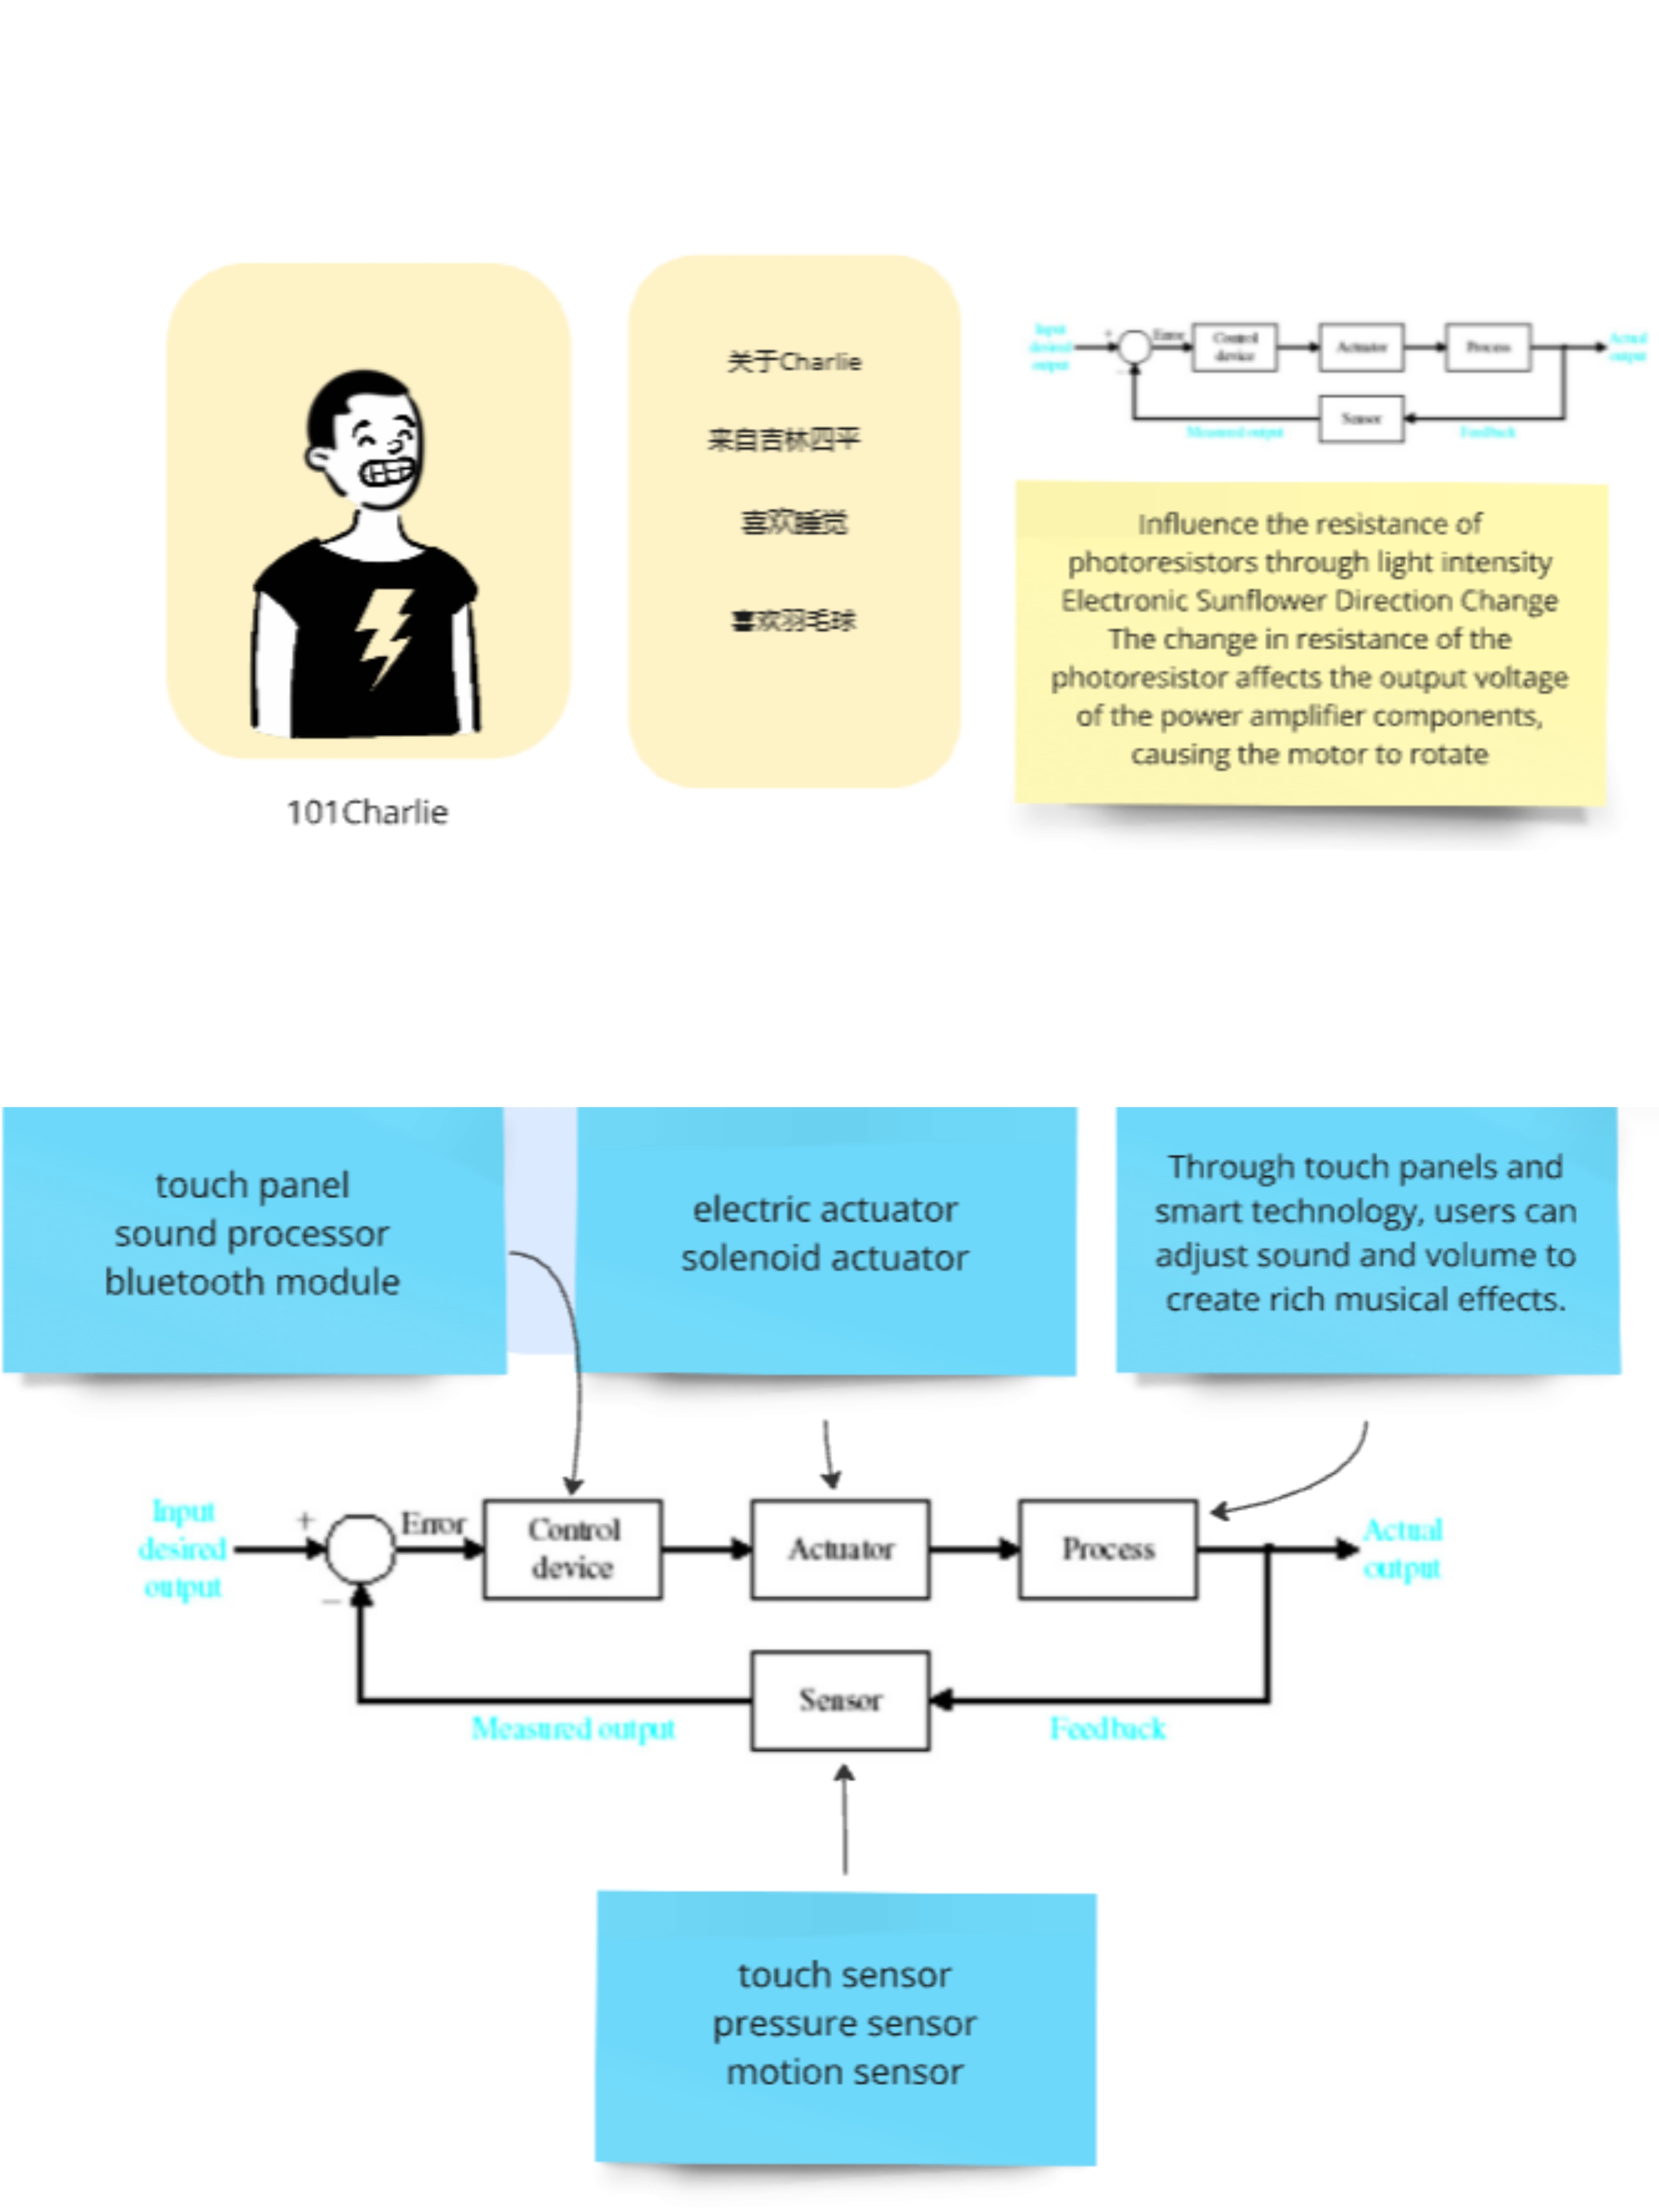 关于Charlie
来自吉林四平
喜欢睡觉
喜欢羽毛球
101Charlie
Input
desired
output
+
Error
Control
device
Actuator
Process
Actual
output
−
Sensor
Measured output
Feedback
Influence the resistance of
photoresistors through light intensity
Electronic Sunflower Direction Change
The change in resistance of the
photoresistor affects the output voltage
of the power amplifier components,
causing the motor to rotate
touch panel
sound processor
bluetooth module
electric actuator
solenoid actuator
Through touch panels and
smart technology, users can
adjust sound and volume to
create rich musical effects.
Input
desired
output
+
Error
Control
device
Actuator
Process
Actual
output
−
Sensor
Measured output
Feedback
touch sensor
pressure sensor
motion sensor